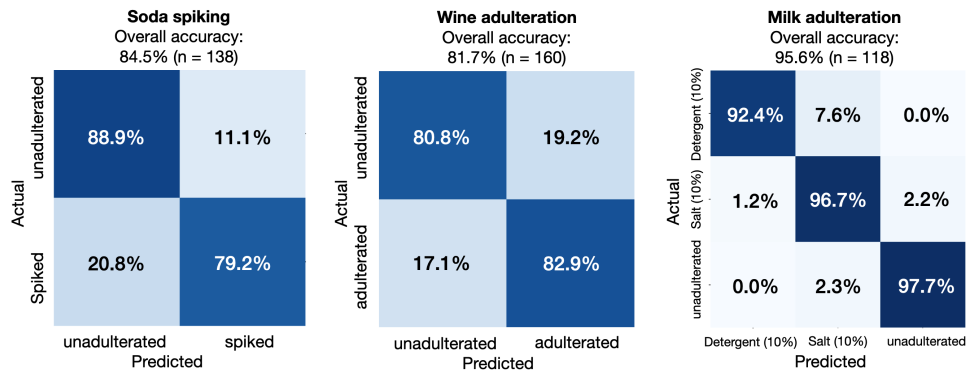 Soda spiking
Overall accuracy:
84.5% (n = 138)
Actual
unadulterated
88.9%
11.1%
Spiked
20.8%
79.2%
unadulterated
spiked
Predicted
Wine adulteration
Overall accuracy:
81.7% (n = 160)
Actual
unadulterated
80.8%
19.2%
adulterated
17.1%
82.9%
unadulterated
adulterated
Predicted
Milk adulteration
Overall accuracy:
95.6% (n = 118)
Actual
Detergent (10%)
92.4%
7.6%
0.0%
Salt (10%)
1.2%
96.7%
2.2%
unadulterated
0.0%
2.3%
97.7%
Detergent (10%)
Salt (10%)
unadulterated
Predicted